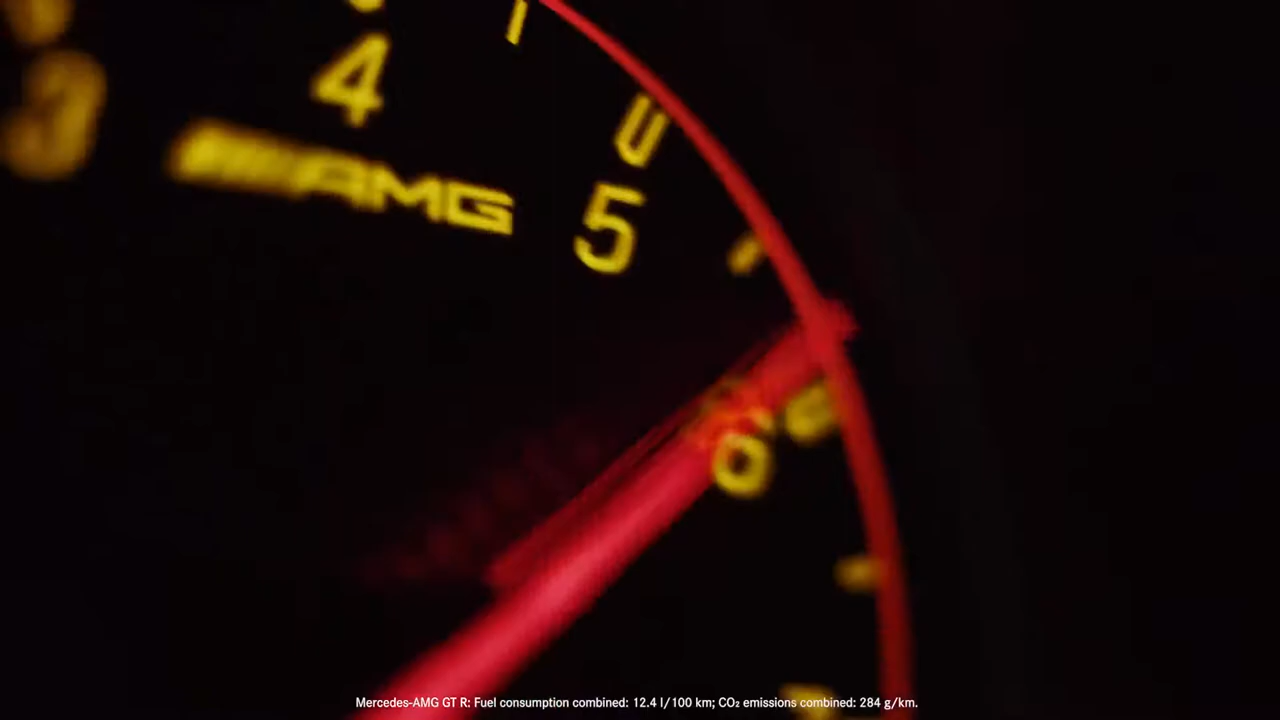 4
3
AMG
5
6
Mercedes-AMG GT R: Fuel consumption combined: 12.4 l/100 km; CO₂ emissions combined: 284 g/km.